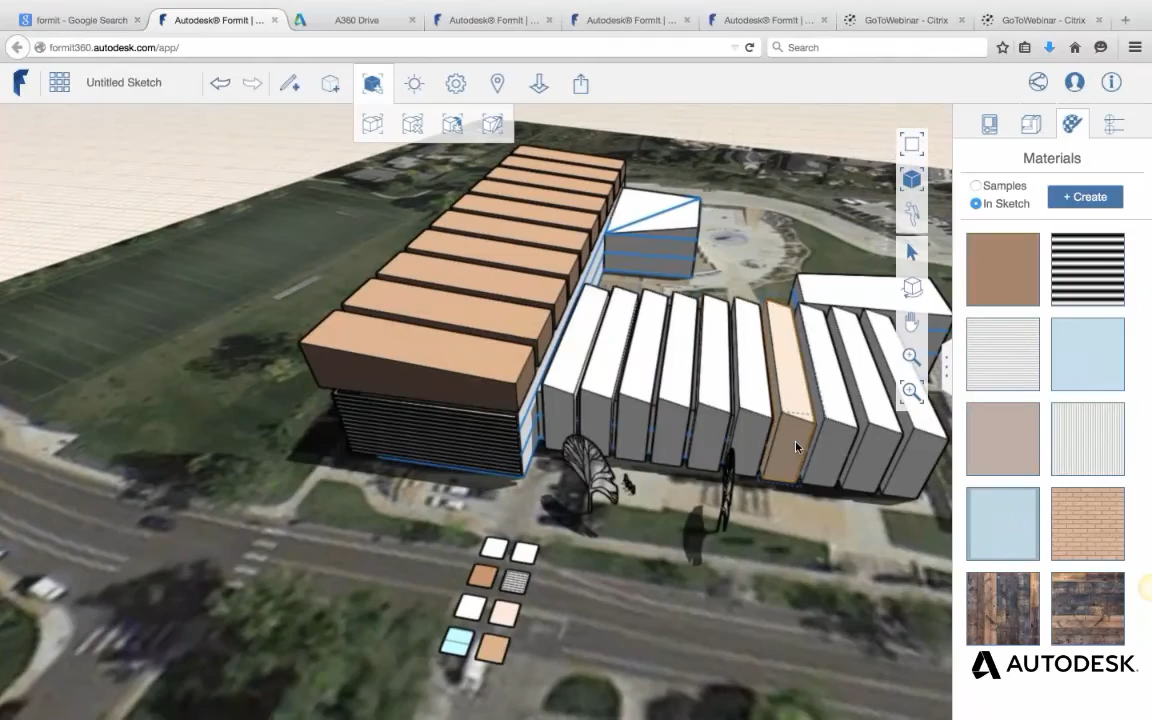 formit - Google Search
Autodesk® FormIt | ...
A360 Drive
Autodesk® FormIt | ...
Autodesk® FormIt | ...
Autodesk® FormIt | ...
GoToWebinar - Citrix
GoToWebinar - Citrix
formit360.autodesk.com/app/
Search
Untitled Sketch
Materials
Samples
In Sketch
+ Create
AUTODESK.